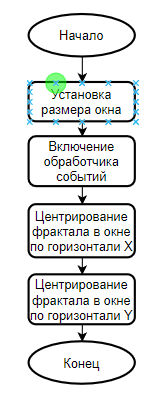 Начало
Установка
размера окна
Включение
обработчика
событий
Центрирование
фрактала в окне
по горизонтали X
Центрирование
фрактала в окне
по горизонтали Y
Конец